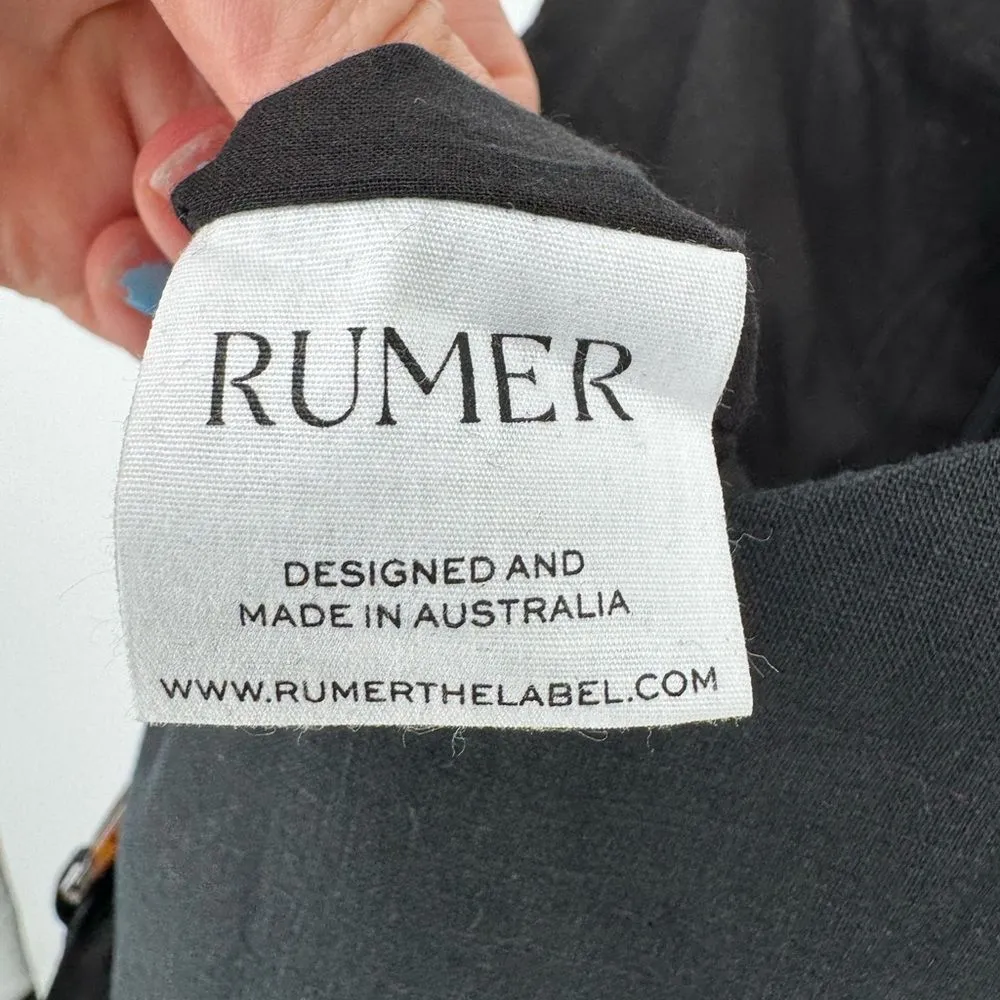 RUMER
DESIGNED AND
MADE IN AUSTRALIA
WWW.RUMERTHELABEL.COM